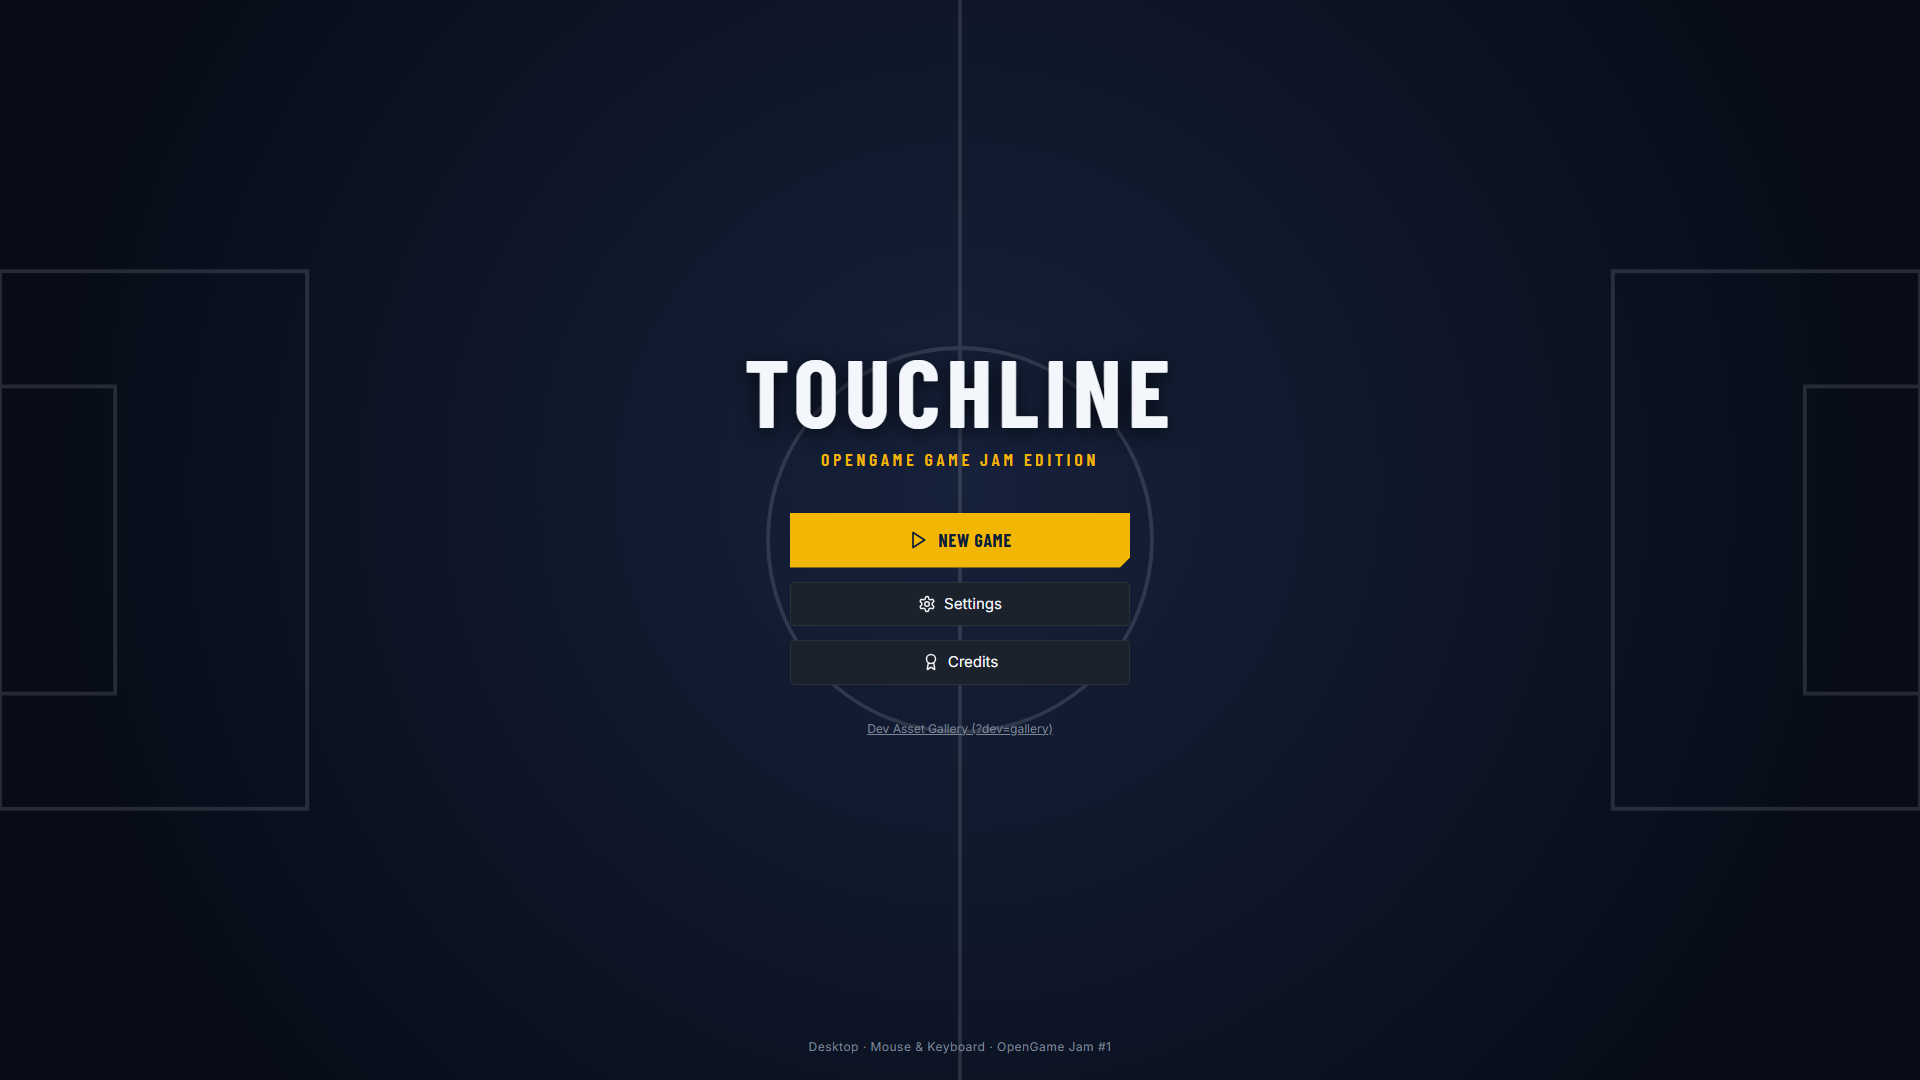 TOUCHLINE
OPENGAME GAME JAM EDITION
NEW GAME
Settings
Credits
Dev Asset Gallery (?dev=gallery)
Desktop · Mouse & Keyboard · OpenGame Jam #1